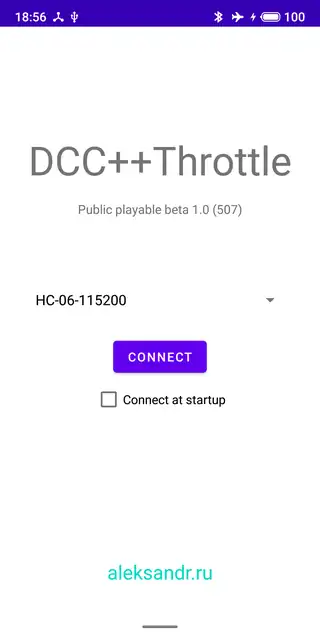 18:56 100
DCC++Throttle
Public playable beta 1.0 (507)
HC-06-115200
CONNECT
Connect at startup
aleksandr.ru